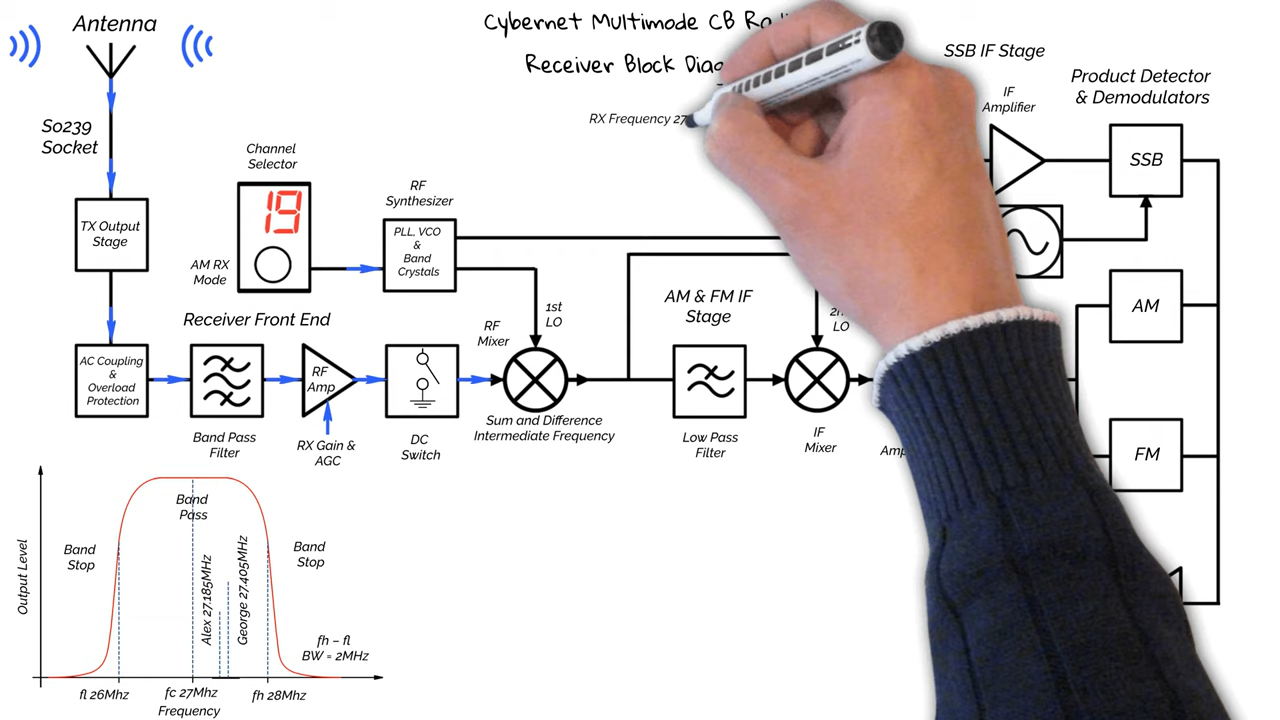 Antenna
Cybernet Multimode CB
Receiver Block
RX Frequency 27
SSB IF Stage
IF
Amplifier
Product Detector
& Demodulators
So239
Socket
Channel
Selector
19
RF
Synthesizer
SSB
TX Output
Stage
PLL, VCO
&
Band
Crystals
AM RX
Mode
AM & FM IF
Stage
1st
LO
LO
AM
Receiver Front End
RF
Mixer
AC Coupling
&
Overload
Protection
RF
Amp
Sum and Difference
Intermediate Frequency
Band Pass
Filter
RX Gain &
AGC
DC
Switch
Low Pass
Filter
IF
Mixer
FM
Output Level
Band
Stop
Band
Pass
Band
Stop
Alex 27.185MHz
George 27.405MHz
fh – fl
BW = 2MHz
fl 26Mhz
fc 27Mhz
fh 28Mhz
Frequency